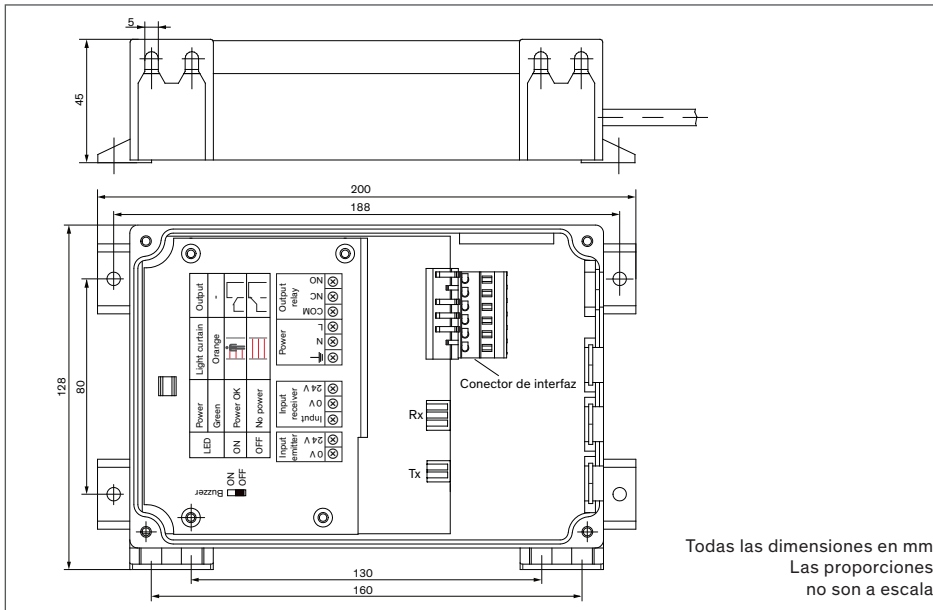 5
45
200
188
128
80
LED
Power
Light curtain
Output
Green
Orange
-
ON
Power OK
OFF
No power
Output
relay
NO
NC
COM
Power
L
N
Input
receiver
24 V
0 V
Input
Input
emitter
24 V
0 V
Buzzer
ON
OFF
Conector de interfaz
Rx
Tx
130
160
Todas las dimensiones en mm
Las proporciones
no son a escala